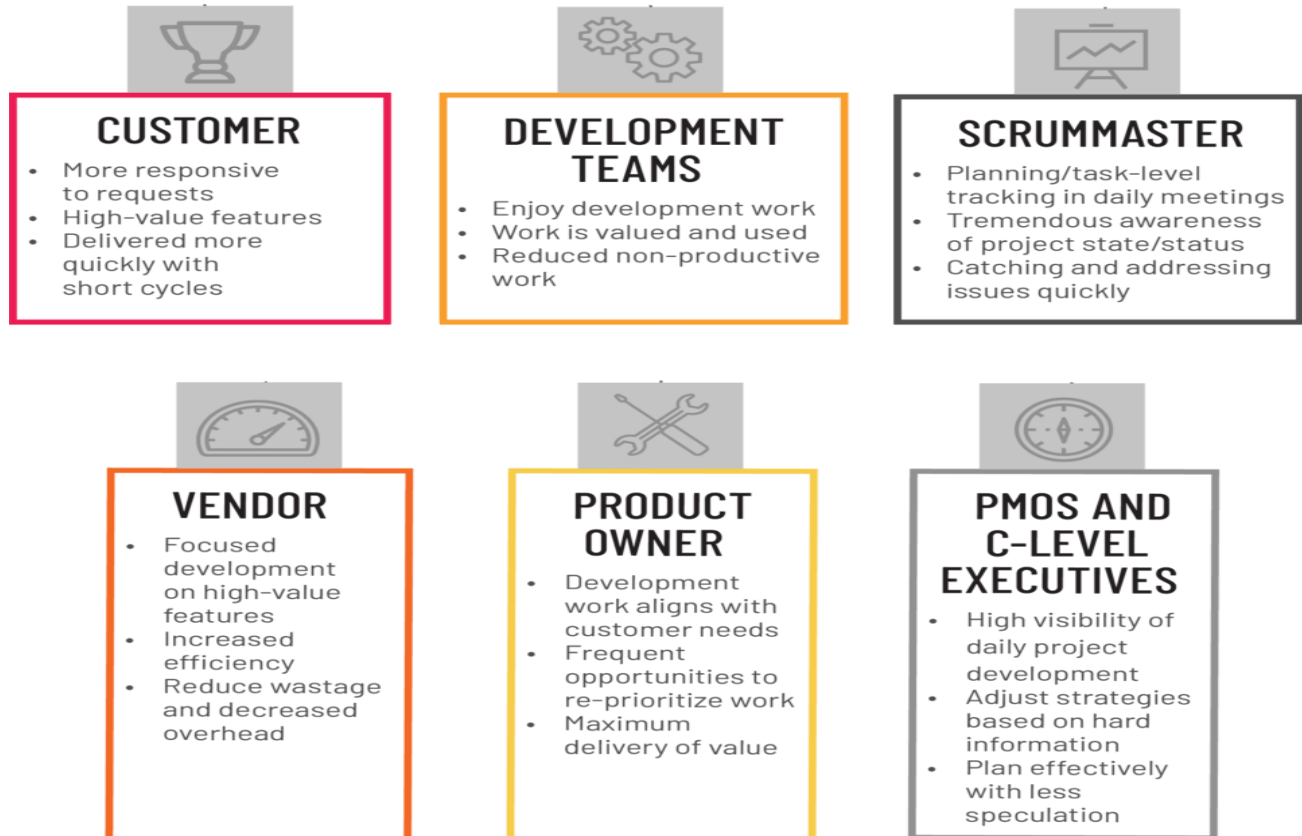 CUSTOMER
• More responsive
to requests
• High-value features
• Delivered more
quickly with
short cycles
DEVELOPMENT
TEAMS
• Enjoy development work
• Work is valued and used
• Reduced non-productive
work
SCRUMMASTER
• Planning/task-level
tracking in daily meetings
• Tremendous awareness
of project state/status
• Catching and addressing
issues quickly
VENDOR
• Focused
development
on high-value
features
• Increased
efficiency
• Reduce wastage
and decreased
overhead
PRODUCT
OWNER
• Development
work aligns with
customer needs
• Frequent
opportunities to
re-prioritize work
• Maximum
delivery of value
PMOS AND
C-LEVEL
EXECUTIVES
• High visibility of
daily project
development
• Adjust strategies
based on hard
information
• Plan effectively
with less
speculation